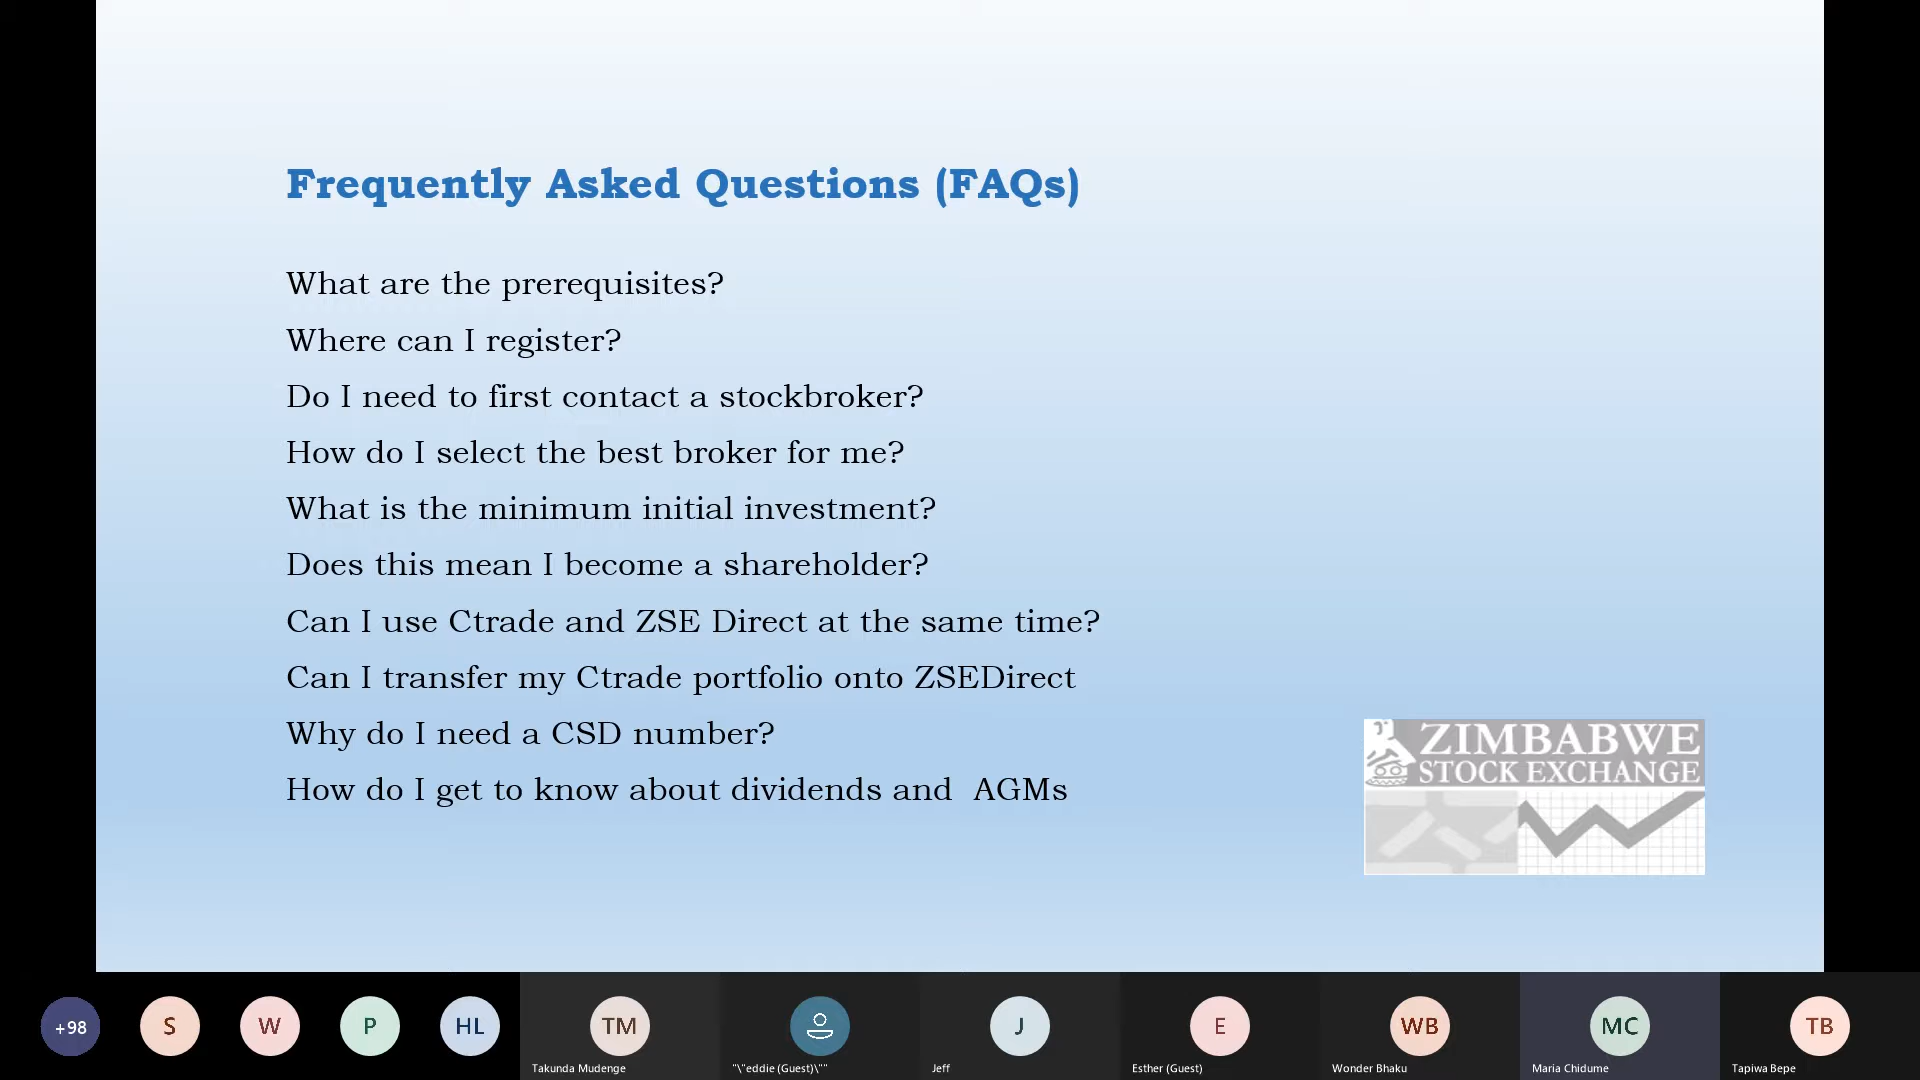 Frequently Asked Questions (FAQs)
What are the prerequisites?
Where can I register?
Do I need to first contact a stockbroker?
How do I select the best broker for me?
What is the minimum initial investment?
Does this mean I become a shareholder?
Can I use Ctrade and ZSE Direct at the same time?
Can I transfer my Ctrade portfolio onto ZSEDirect
Why do I need a CSD number?
How do I get to know about dividends and  AGMs
ZIMBABWE
STOCK EXCHANGE
+98
S
W
P
HL
TM
J
E
WB
MC
TB
Takunda Mudenge
"\"eddie (Guest)\""
Jeff
Esther (Guest)
Wonder Bhaku
Maria Chidume
Tapiwa Bepe